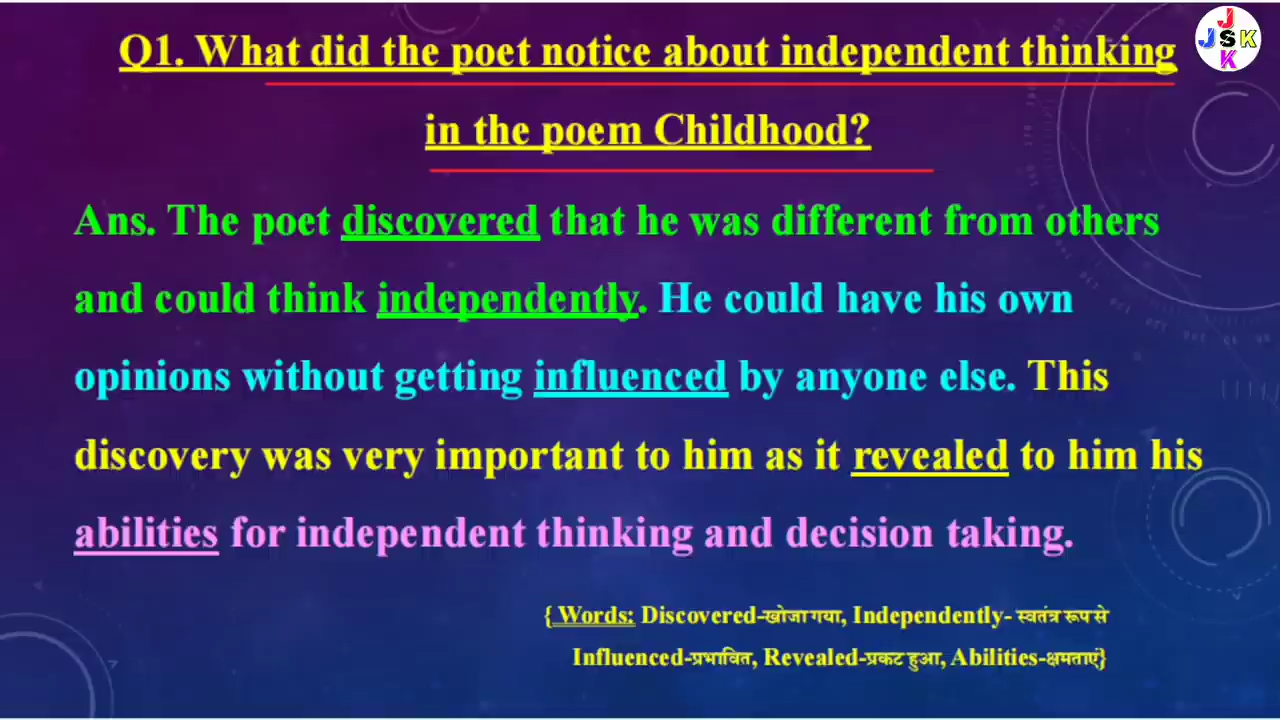 Q1. What did the poet notice about independent thinking
in the poem Childhood?
J
JSK
K
Ans. The poet discovered that he was different from others
and could think independently. He could have his own
opinions without getting influenced by anyone else. This
discovery was very important to him as it revealed to him his
abilities for independent thinking and decision taking.
{ Words: Discovered-खोजा गया, Independently- स्वतंत्र रूप से
Influenced-प्रभावित, Revealed-प्रकट हुआ, Abilities-क्षमताएं}